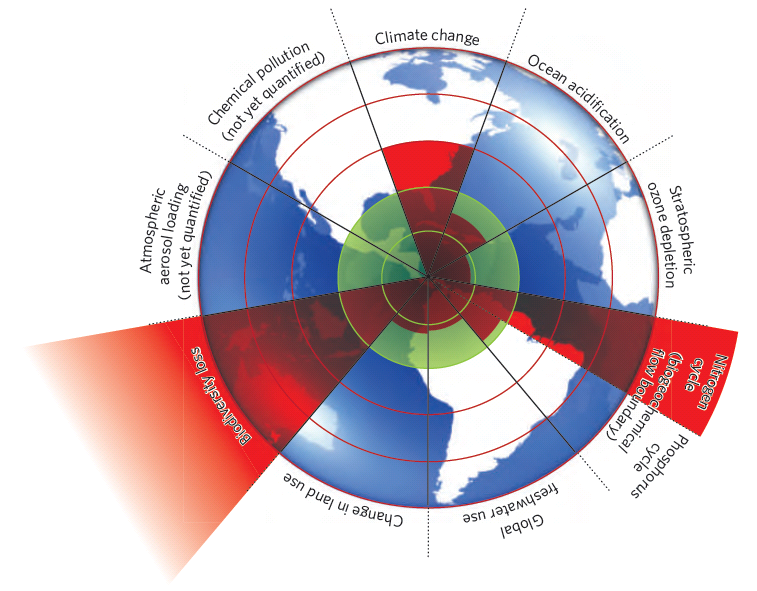 Climate change
Ocean acidification
Stratospheric
ozone depletion
Nitrogen
cycle
(biogeochemical
flow boundary)
Phosphorus
cycle
Global
freshwater use
Change in land use
Biodiversity loss
Atmospheric
aerosol loading
(not yet quantified)
Chemical pollution
(not yet quantified)